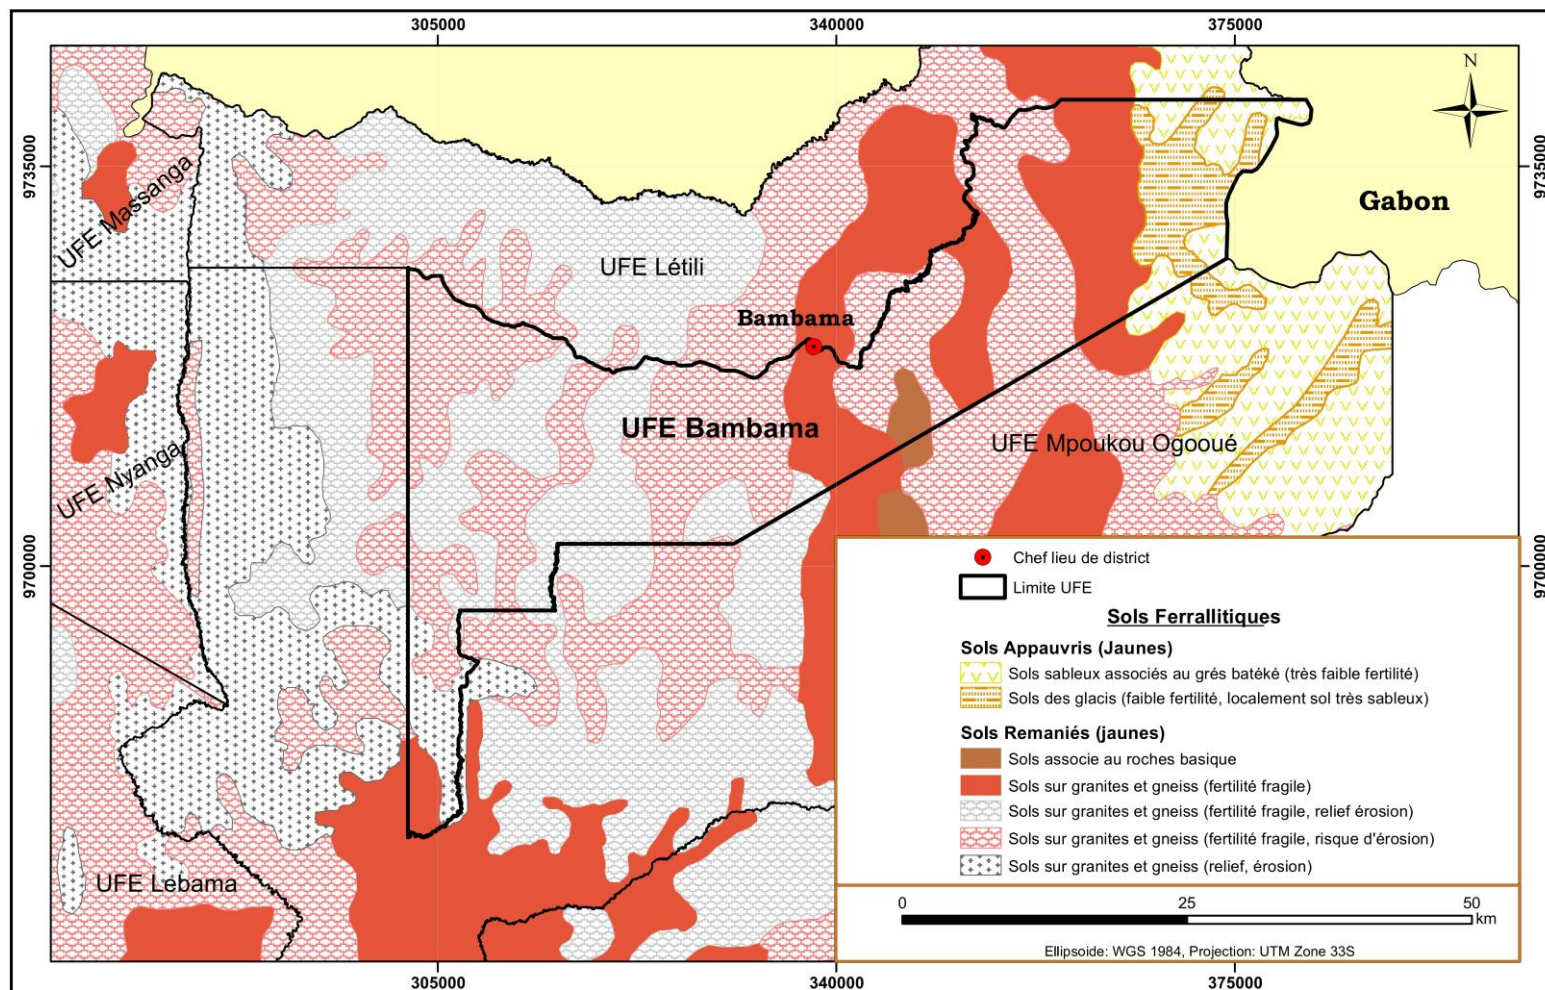 305000
340000
375000
N
9735000
9735000
UFE Massanga
Gabon
UFE Létili
Bambama
UFE Bambama
UFE Mpoukou Ogooué
UFE Nyanga
9700000
9700000
Chef lieu de district
Limite UFE
Sols Ferrallitiques
Sols Appauvris (Jaunes)
Sols sableux associés au grés batéké (très faible fertilité)
Sols des glacis (faible fertilité, localement sol très sableux)
Sols Remaniés (jaunes)
Sols associe au roches basique
Sols sur granites et gneiss (fertilité fragile)
Sols sur granites et gneiss (fertilité fragile, relief érosion)
Sols sur granites et gneiss (fertilité fragile, risque d'érosion)
Sols sur granites et gneiss (relief, érosion)
UFE Lebama
0
25
50
km
Ellipsoide: WGS 1984, Projection: UTM Zone 33S
305000
340000
375000